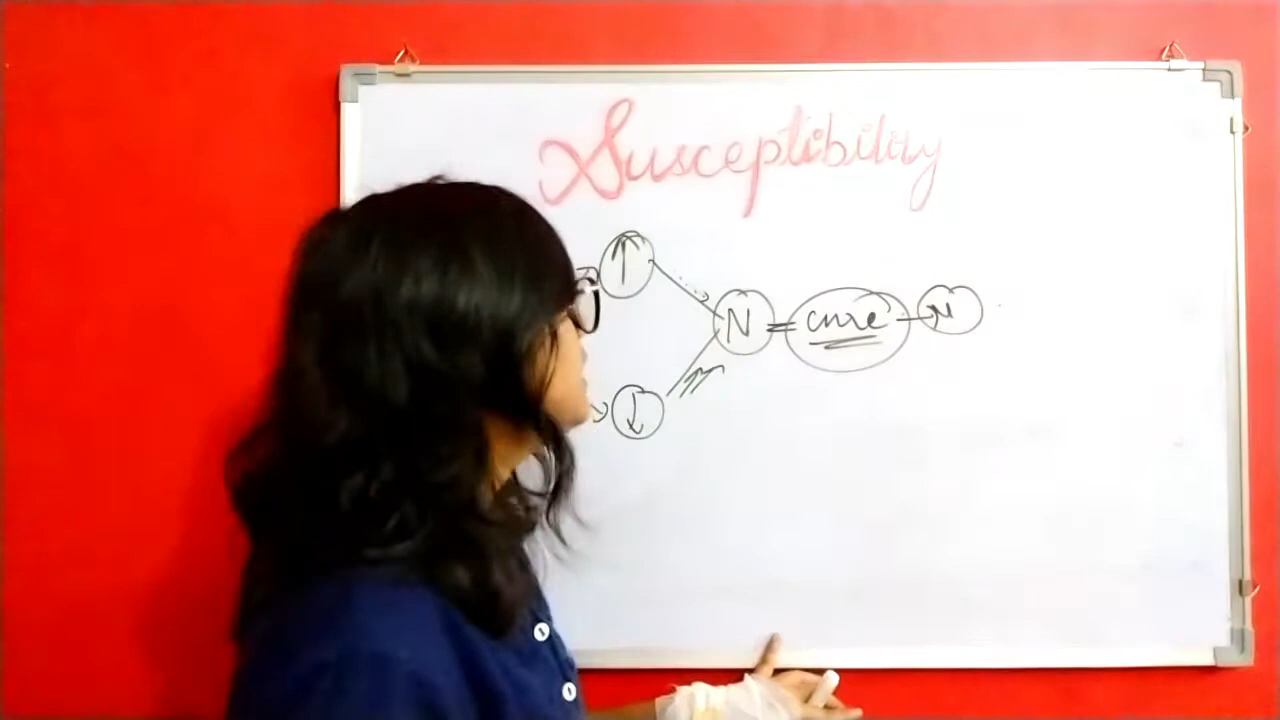 Susceptibility
↑
N = cure → N
↓